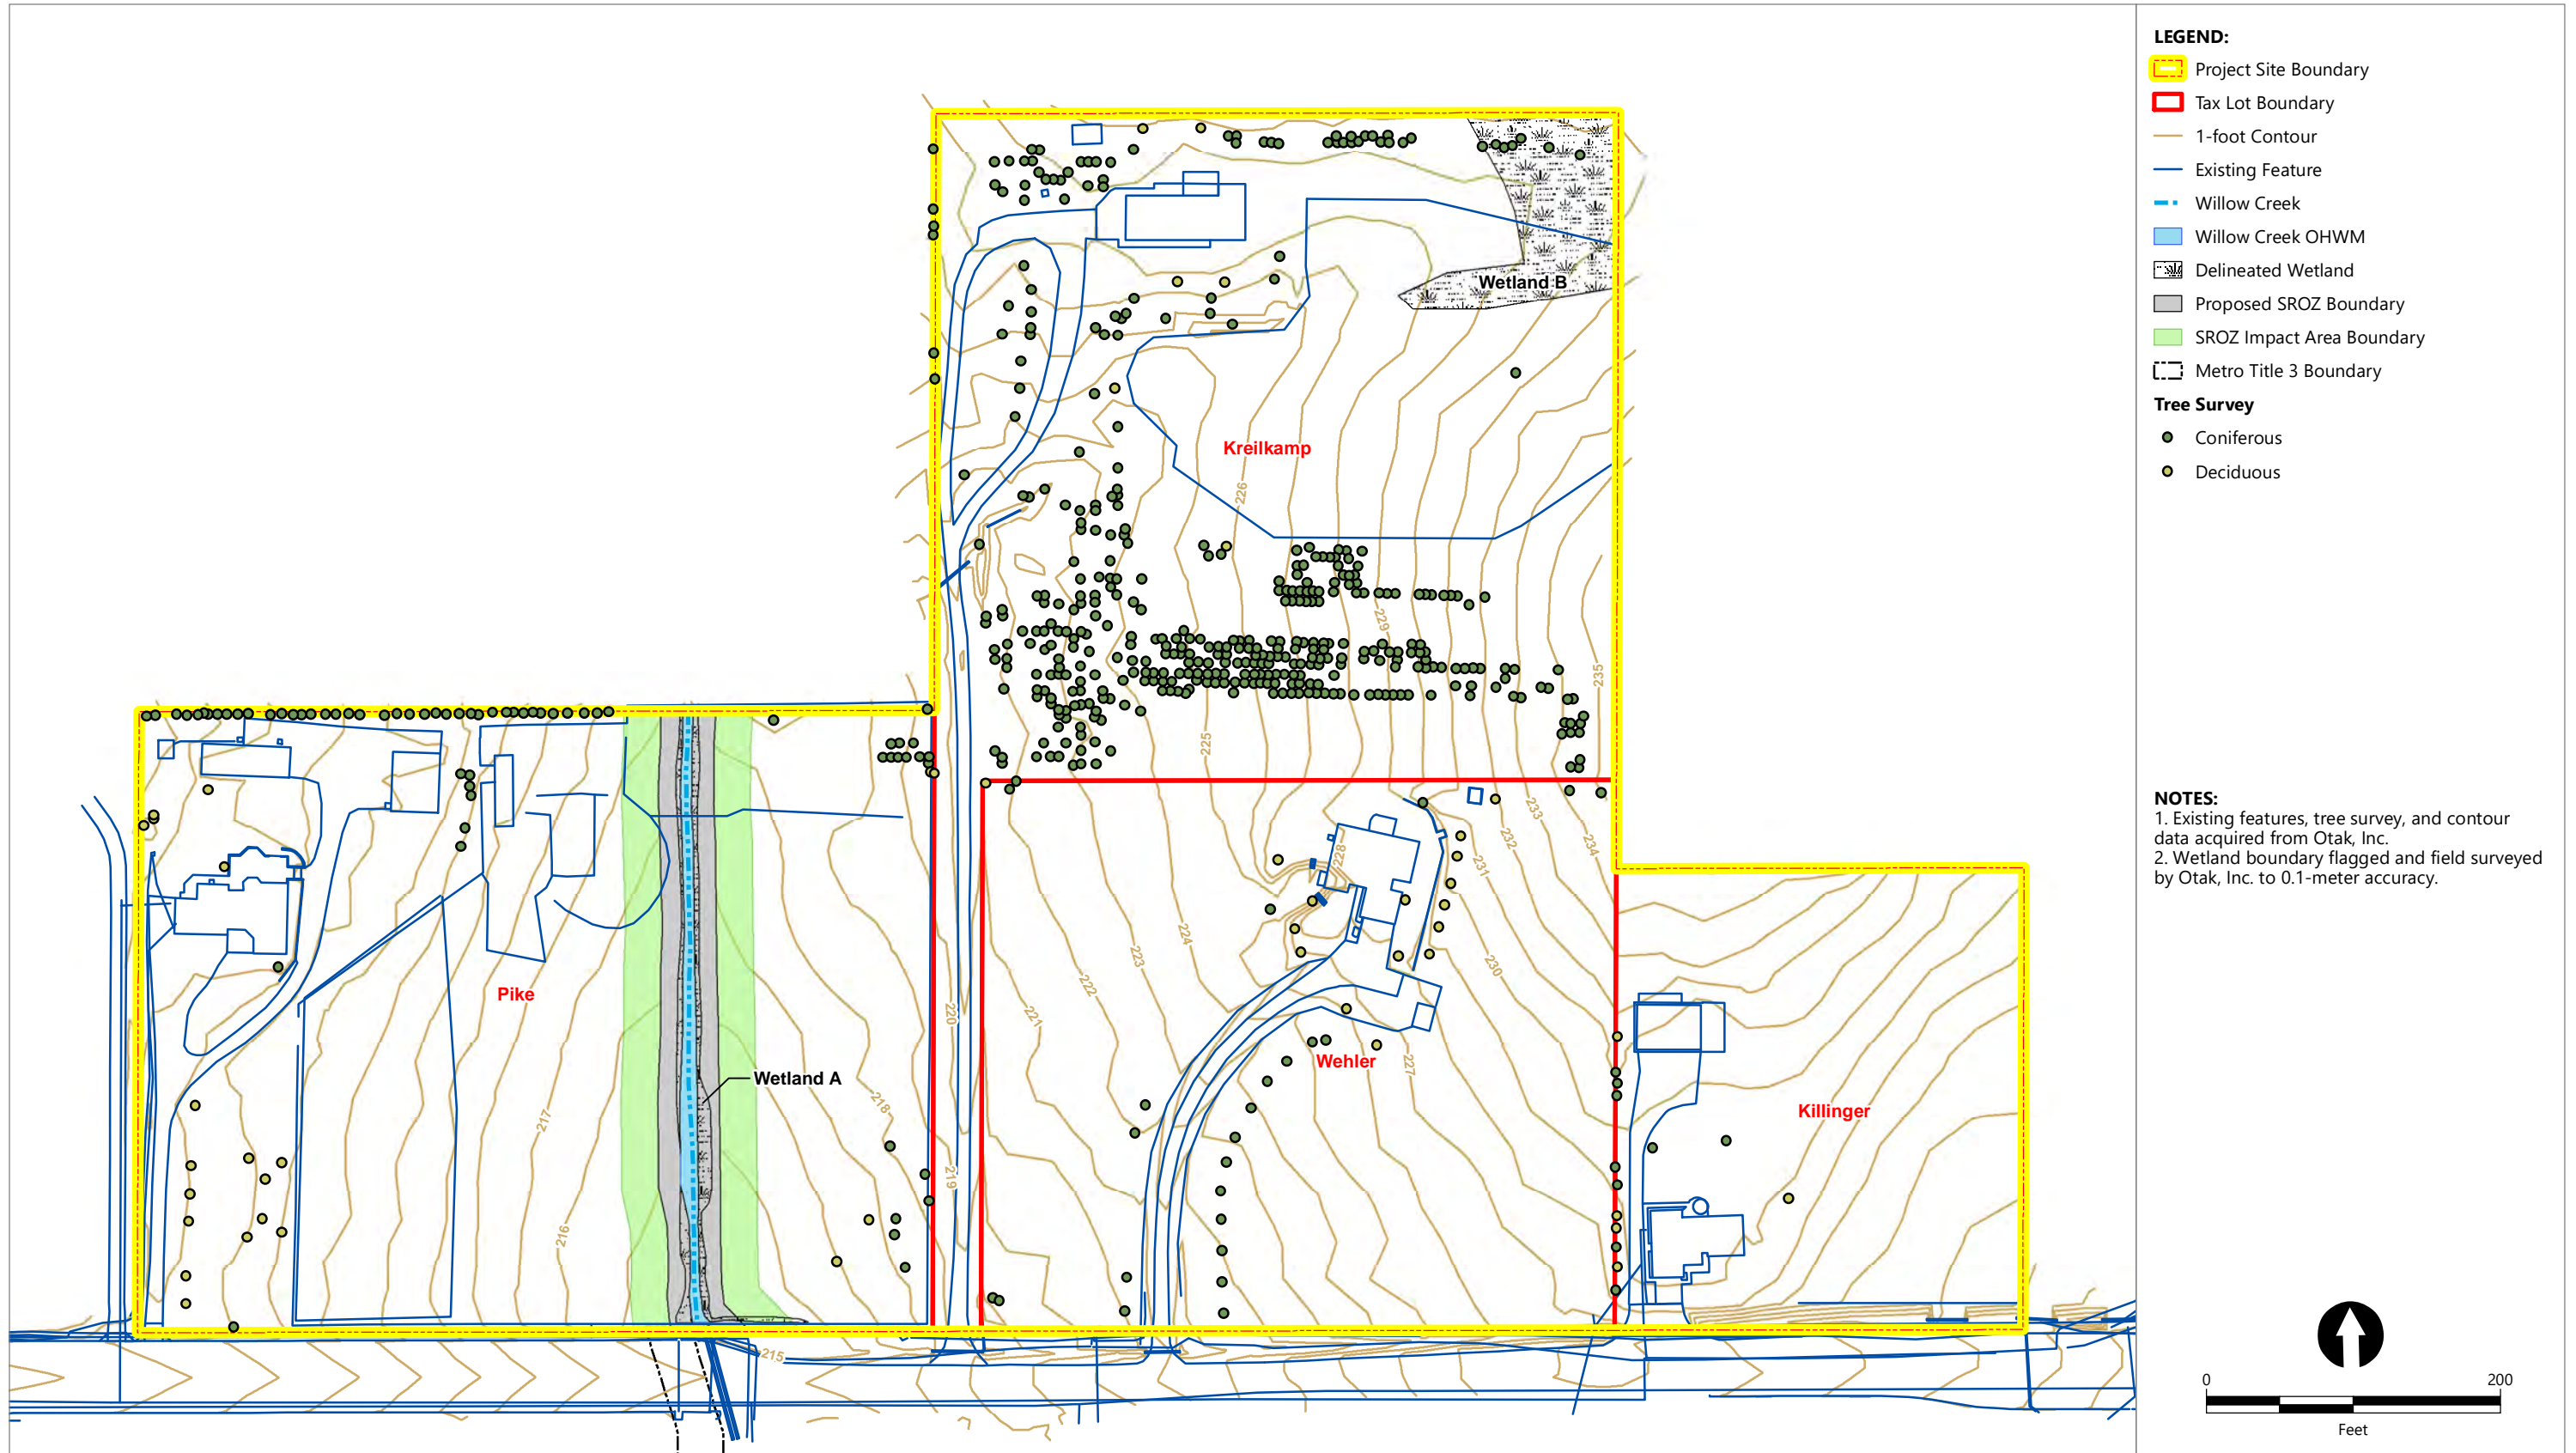 LEGEND:
Project Site Boundary
Tax Lot Boundary
1-foot Contour
Existing Feature
Willow Creek
Willow Creek OHWM
Delineated Wetland
Proposed SROZ Boundary
SROZ Impact Area Boundary
Metro Title 3 Boundary
Tree Survey
Coniferous
Deciduous
NOTES:
1. Existing features, tree survey, and contour
data acquired from Otak, Inc.
2. Wetland boundary flagged and field surveyed
by Otak, Inc. to 0.1-meter accuracy.
0 200
Feet
Wetland B
Kreilkamp
226
229
235
225
233
232
234
231
228
224
223
230
222
221
220
Pike
Wehler
227
Wetland A
Killinger
218
217
219
216
215